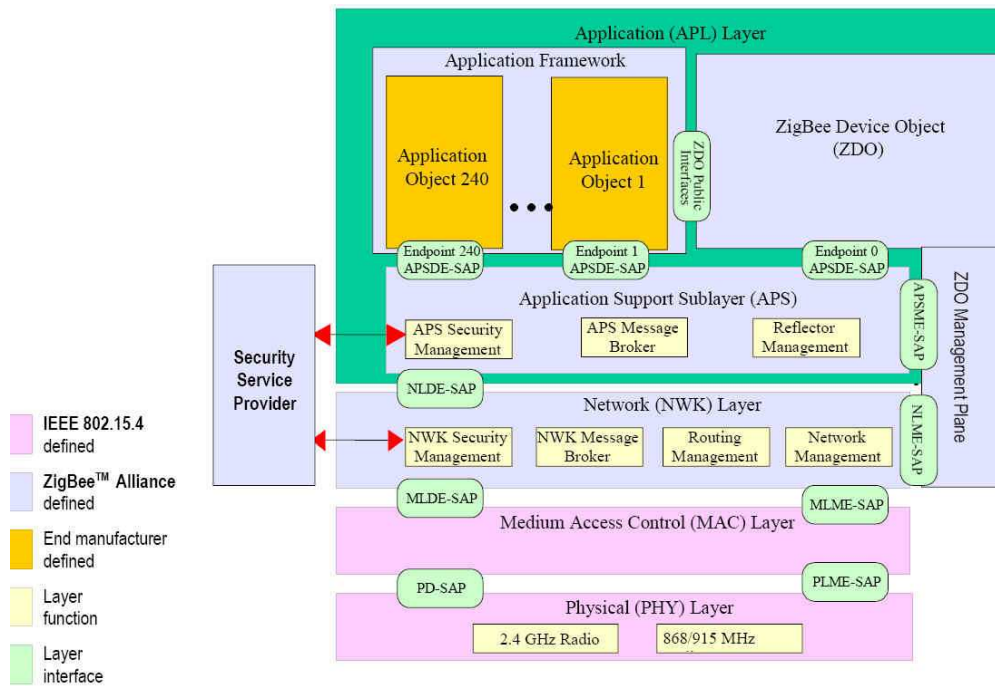 Application (APL) Layer
Application Framework
Application
Object 240
• • •
Application
Object 1
ZDO Public
Interfaces
ZigBee Device Object
(ZDO)
Endpoint 240
APSDE-SAP
Endpoint 1
APSDE-SAP
Endpoint 0
APSDE-SAP
Application Support Sublayer (APS)
APS Security
Management
APS Message
Broker
Reflector
Management
APSME-SAP
ZDO Management Plane
Security
Service
Provider
NLDE-SAP
Network (NWK) Layer
NWK Security
Management
NWK Message
Broker
Routing
Management
Network
Management
NLME-SAP
MLDE-SAP
MLME-SAP
Medium Access Control (MAC) Layer
PD-SAP
PLME-SAP
Physical (PHY) Layer
2.4 GHz Radio
868/915 MHz
IEEE 802.15.4
defined
ZigBee™ Alliance
defined
End manufacturer
defined
Layer
function
Layer
interface